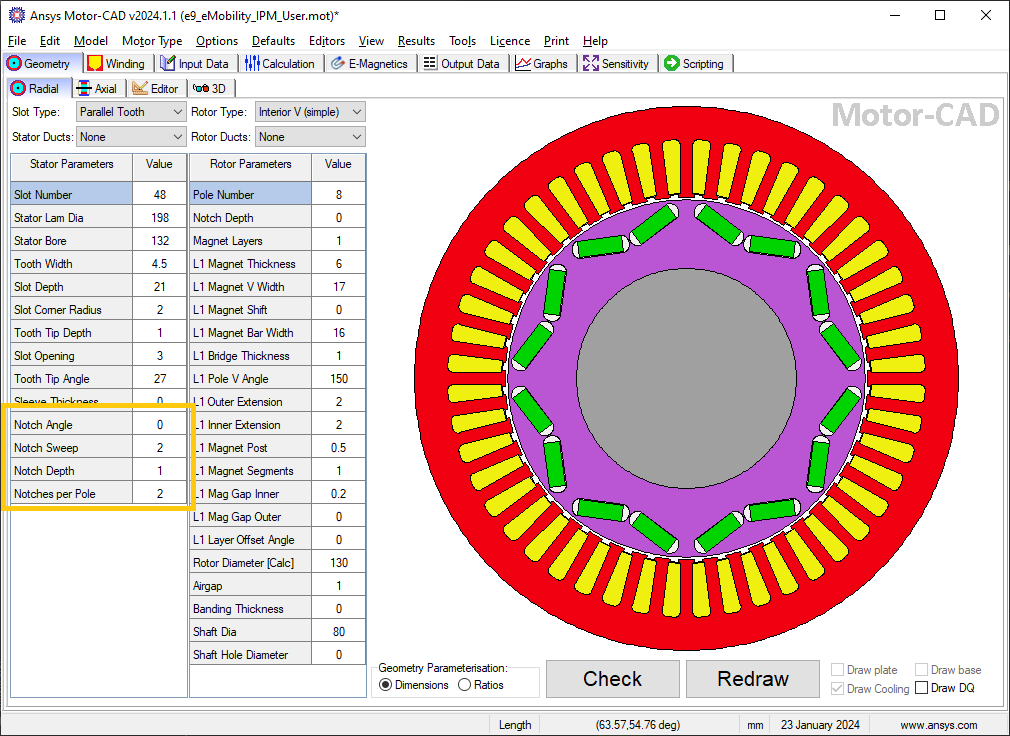 Ansys Motor-CAD v2024.1.1 (e9_eMobility_IPM_User.mot)*
File Edit Model Motor Type Options Defaults Editors View Results Tools Licence Print Help
Geometry Winding Input Data Calculation E-Magnetics Output Data Graphs Sensitivity Scripting
Radial Axial Editor 3D
Slot Type: Parallel Tooth Rotor Type: Interior V (simple)
Stator Ducts: None Rotor Ducts: None
Motor-CAD
Stator Parameters Value Rotor Parameters Value
Slot Number 48 Pole Number 8
Stator Lam Dia 198 Notch Depth 0
Stator Bore 132 Magnet Layers 1
Tooth Width 4.5 L1 Magnet Thickness 6
Slot Depth 21 L1 Magnet V Width 17
Slot Corner Radius 2 L1 Magnet Shift 0
Tooth Tip Depth 1 L1 Magnet Bar Width 16
Slot Opening 3 L1 Bridge Thickness 1
Tooth Tip Angle 27 L1 Pole V Angle 150
Sleeve Thickness 0 L1 Outer Extension 2
Notch Angle 0 L1 Inner Extension 2
Notch Sweep 2 L1 Magnet Post 0.5
Notch Depth 1 L1 Magnet Segments 1
Notches per Pole 2 L1 Mag Gap Inner 0.2
L1 Mag Gap Outer 0
L1 Layer Offset Angle 0
Rotor Diameter [Calc] 130
Airgap 1
Banding Thickness 0
Shaft Dia 80
Shaft Hole Diameter 0
Geometry Parameterisation:
Dimensions Ratios
Check Redraw
Draw plate Draw base
Draw Cooling Draw DQ
Length (63.57,54.76 deg) mm 23 January 2024 www.ansys.com